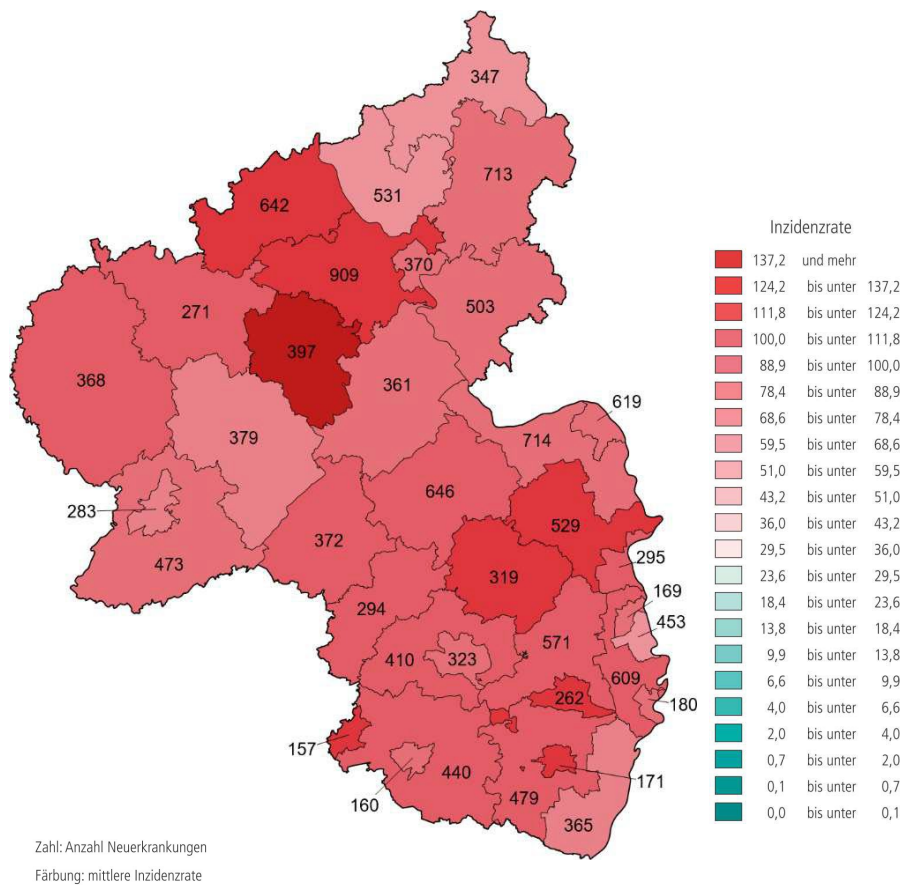 347
713
531
642
909
370
271
503
397
368
361
379
619
714
646
283
529
372
473
295
319
169
294
453
571
410
323
609
262
180
157
440
171
160
479
365
Inzidenzrate
137,2 und mehr
124,2 bis unter 137,2
111,8 bis unter 124,2
100,0 bis unter 111,8
88,9 bis unter 100,0
78,4 bis unter 88,9
68,6 bis unter 78,4
59,5 bis unter 68,6
51,0 bis unter 59,5
43,2 bis unter 51,0
36,0 bis unter 43,2
29,5 bis unter 36,0
23,6 bis unter 29,5
18,4 bis unter 23,6
13,8 bis unter 18,4
9,9 bis unter 13,8
6,6 bis unter 9,9
4,0 bis unter 6,6
2,0 bis unter 4,0
0,7 bis unter 2,0
0,1 bis unter 0,7
0,0 bis unter 0,1
Zahl: Anzahl Neuerkrankungen
Färbung: mittlere Inzidenzrate